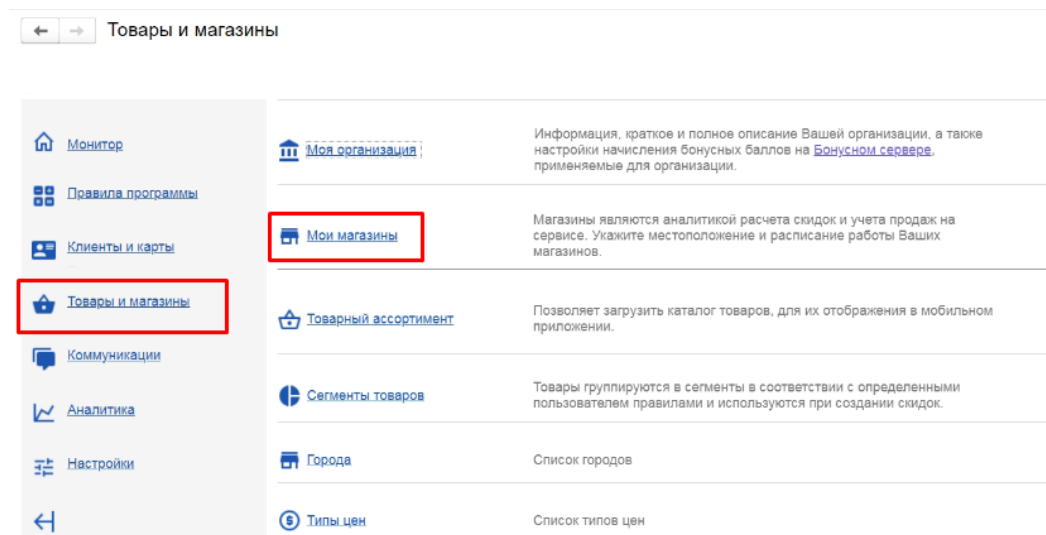 Товары и магазины
Монитор
Правила программы
Клиенты и карты
Товары и магазины
Коммуникации
Аналитика
Настройки
Моя организация
Информация, краткое и полное описание Вашей организации, а также
настройки начисления бонусных баллов на Бонусном сервере,
применяемые для организации.
Мои магазины
Магазины являются аналитикой расчета скидок и учета продаж на
сервисе. Укажите местоположение и расписание работы Ваших
магазинов.
Товарный ассортимент
Позволяет загрузить каталог товаров, для их отображения в мобильном
приложении.
Сегменты товаров
Товары группируются в сегменты в соответствии с определенными
пользователем правилами и используются при создании скидок.
Города
Список городов
Типы цен
Список типов цен